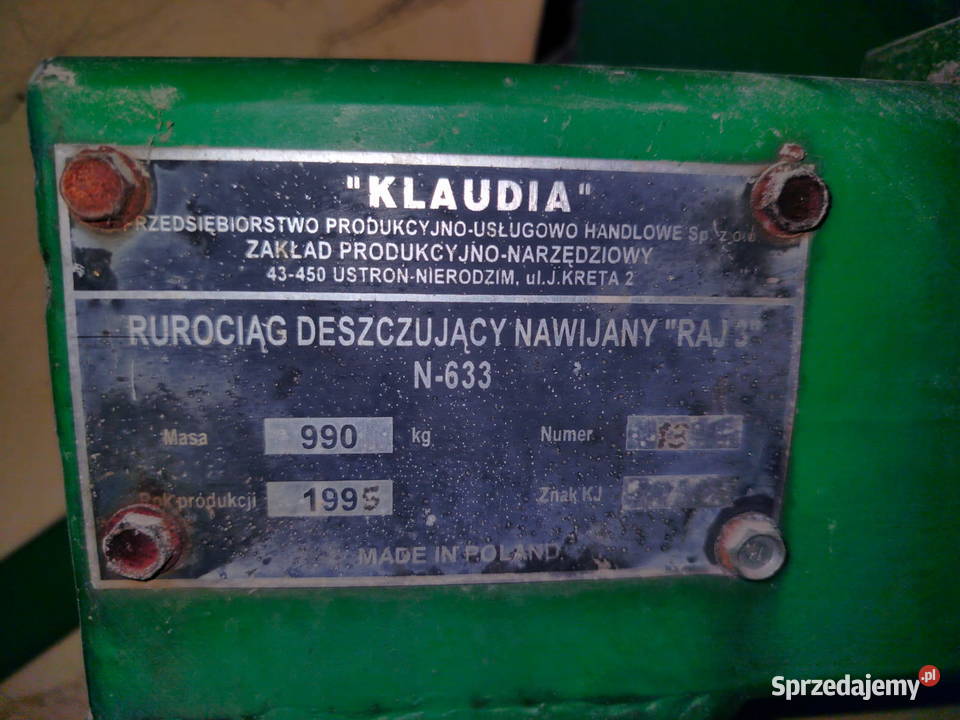 "KLAUDIA"
PRZEDSIĘBIORSTWO PRODUKCYJNO-USŁUGOWO HANDLOWE Sp. z o.o.
ZAKŁAD PRODUKCYJNO-NARZĘDZIOWY
43-450 USTROŃ-NIERODZIM, ul.J.KRETA 2
RUROCIĄG DESZCZUJĄCY NAWIJANY "RAJ 3"
N-633
Masa 990 kg Numer
Rok produkcji 1995 Znak KJ
MADE IN POLAND
Sprzedajemy.pl